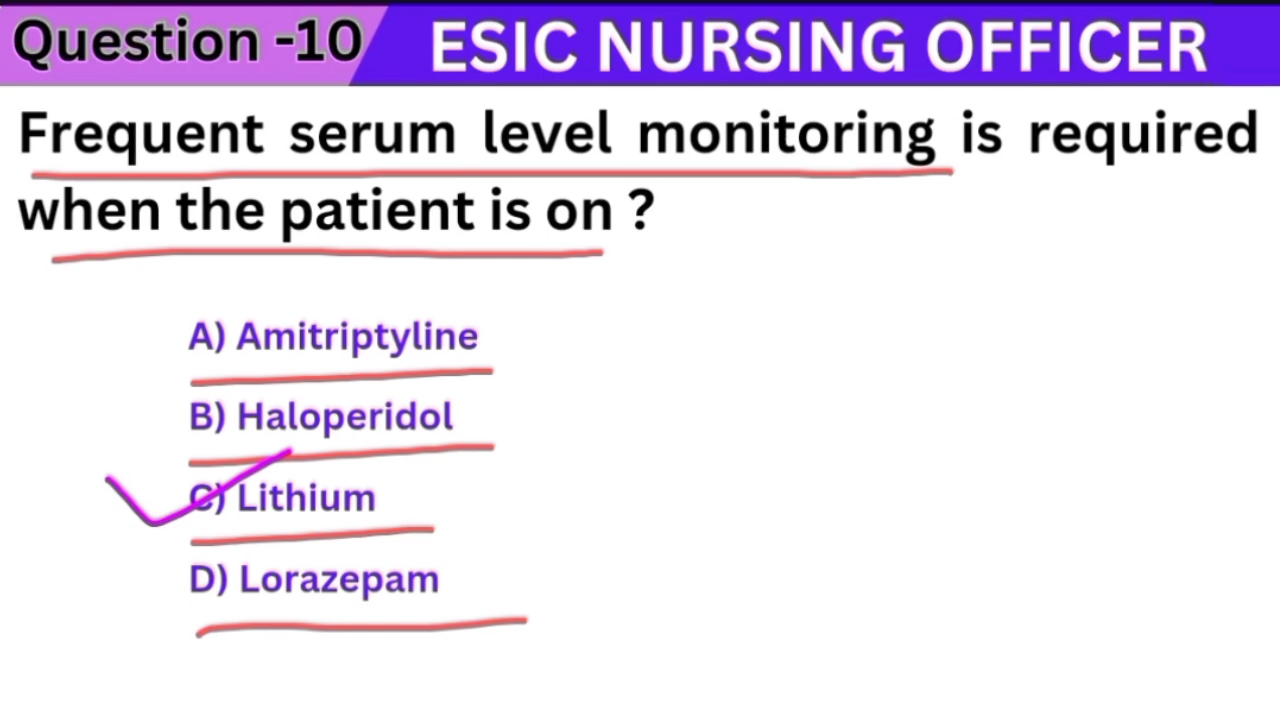 Question -10
ESIC NURSING OFFICER
Frequent serum level monitoring is required
when the patient is on ?
A) Amitriptyline
B) Haloperidol
C) Lithium
D) Lorazepam